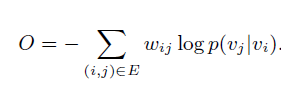 O = − ∑_{(i,j)∈E} w_{ij} log p(v_j|v_i).